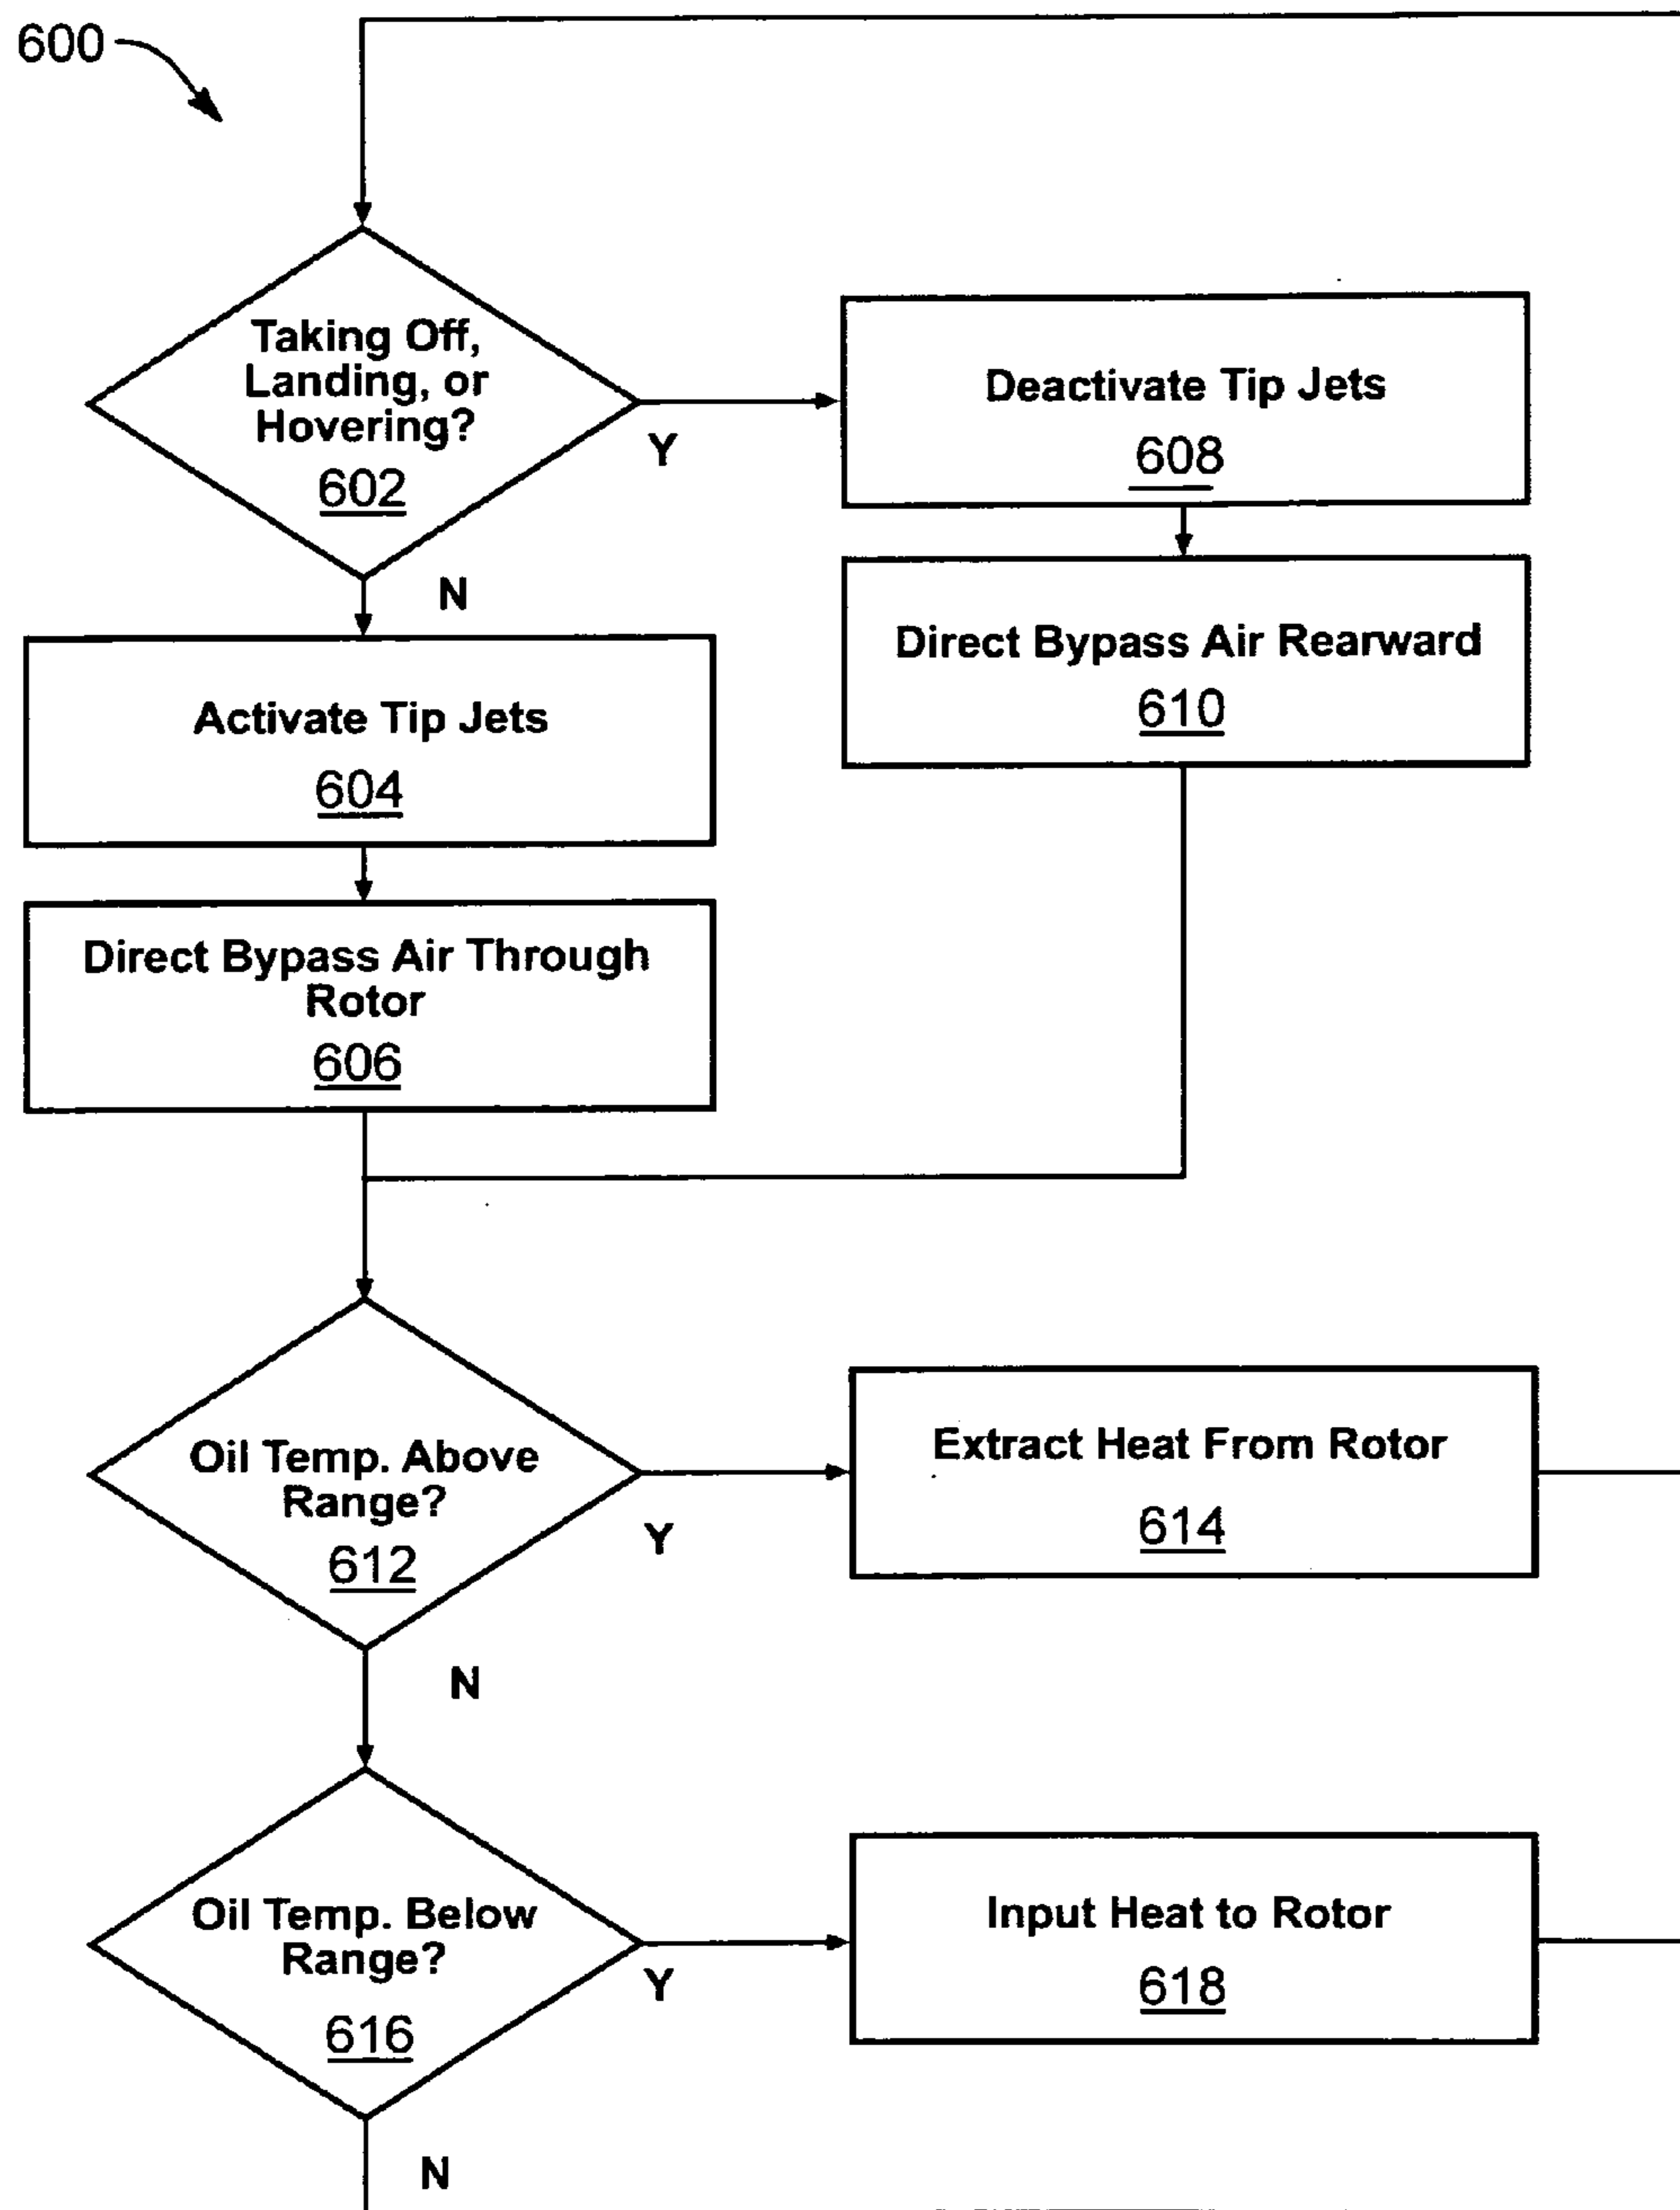 600
Taking Off,
Landing, or
Hovering?
602
Y
N
Deactivate Tip Jets
608
Direct Bypass Air Rearward
610
Activate Tip Jets
604
Direct Bypass Air Through
Rotor
606
Oil Temp. Above
Range?
612
Y
N
Extract Heat From Rotor
614
Oil Temp. Below
Range?
616
Y
N
Input Heat to Rotor
618